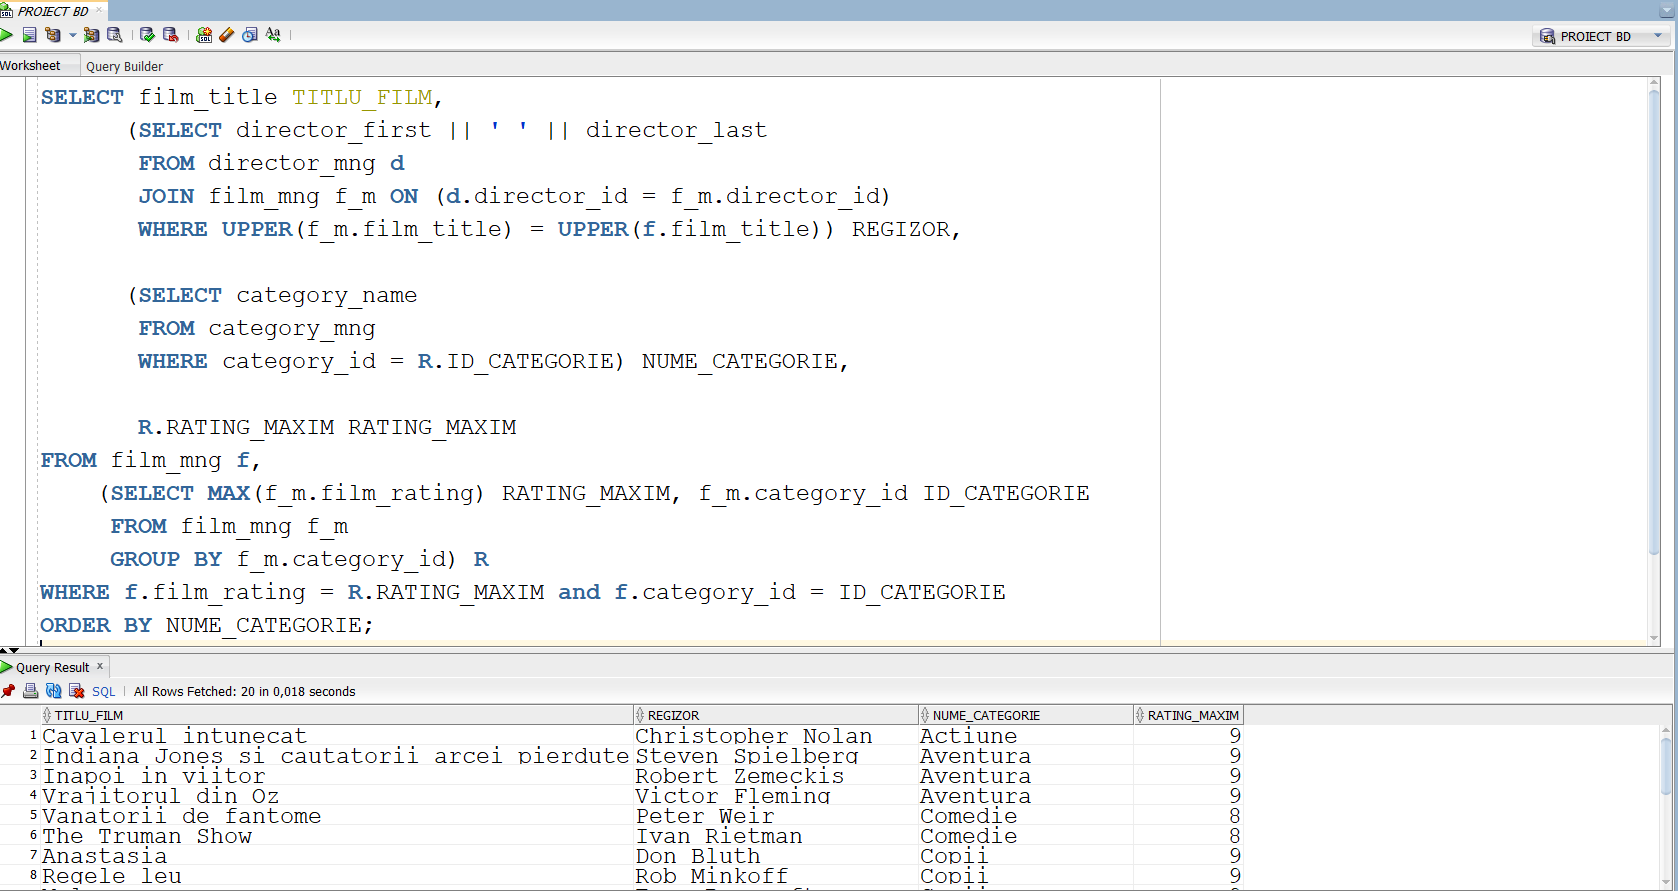 PROIECT BD
PROIECT BD
Worksheet Query Builder
SELECT film_title TITLU_FILM,
(SELECT director_first || ' ' || director_last
FROM director_mng d
JOIN film_mng f_m ON (d.director_id = f_m.director_id)
WHERE UPPER(f_m.film_title) = UPPER(f.film_title)) REGIZOR,
(SELECT category_name
FROM category_mng
WHERE category_id = R.ID_CATEGORIE) NUME_CATEGORIE,
R.RATING_MAXIM RATING_MAXIM
FROM film_mng f,
(SELECT MAX(f_m.film_rating) RATING_MAXIM, f_m.category_id ID_CATEGORIE
FROM film_mng f_m
GROUP BY f_m.category_id) R
WHERE f.film_rating = R.RATING_MAXIM and f.category_id = ID_CATEGORIE
ORDER BY NUME_CATEGORIE;
Query Result
SQL All Rows Fetched: 20 in 0,018 seconds
TITLU_FILM REGIZOR NUME_CATEGORIE RATING_MAXIM
1 Cavalerul intunecat Christopher Nolan Actiune 9
2 Indiana Jones si cautatorii arcei pierdute Steven Spielberg Aventura 9
3 Inapoi in viitor Robert Zemeckis Aventura 9
4 Vrajitorul din Oz Victor Fleming Aventura 9
5 Vanatorii de fantome Peter Weir Comedie 8
6 The Truman Show Ivan Rietman Comedie 8
7 Anastasia Don Bluth Copii 9
8 Regele leu Rob Minkoff Copii 9